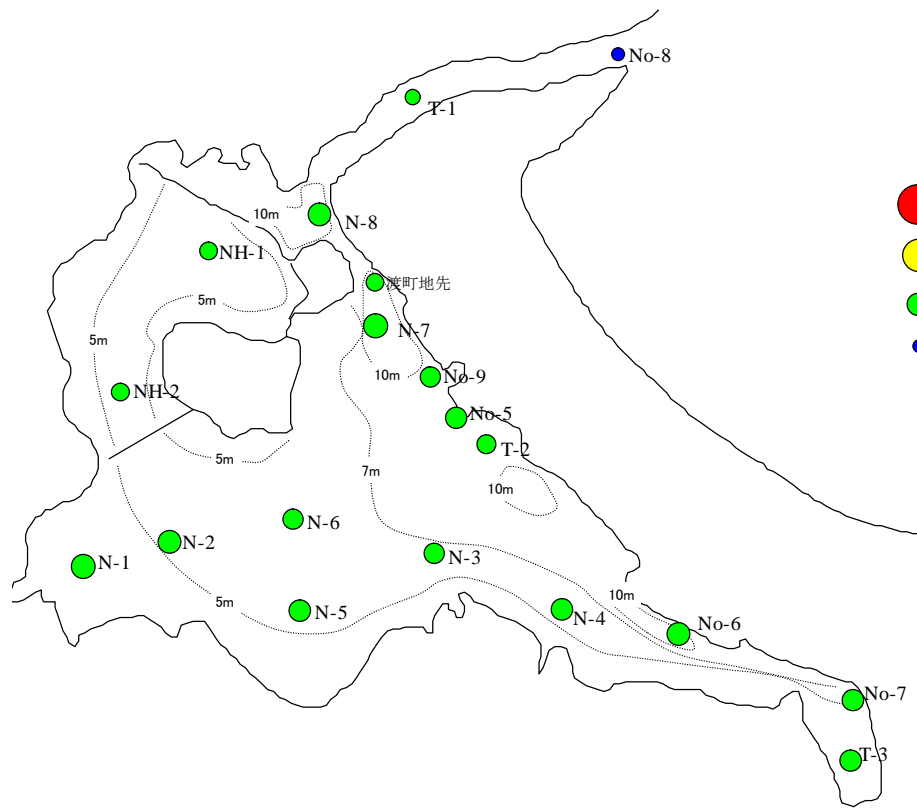 No-8
T-1
10m
N-8
NH-1
渡町地先
5m
N-7
5m
10m
No-9
NH-2
No-5
5m
7m
T-2
10m
N-6
N-2
N-3
N-1
10m
5m
N-5
N-4
No-6
No-7
T-3